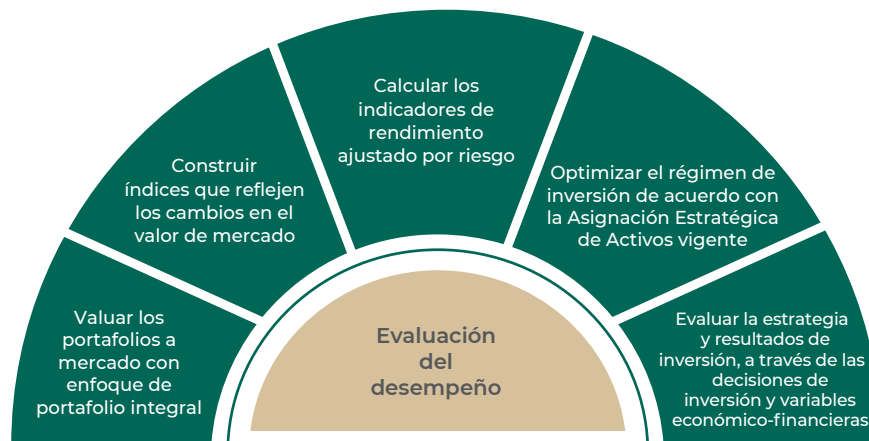 Valuar los
portafolios a
mercado con
enfoque de
portafolio integral
Construir
índices que reflejen
los cambios en el
valor de mercado
Calcular los
indicadores de
rendimiento
ajustado por riesgo
Optimizar el régimen de
inversión de acuerdo con
la Asignación Estratégica
de Activos vigente
Evaluar la estrategia
y resultados de
inversión, a través de las
decisiones de
inversión y variables
económico-financieras
Evaluación
del
desempeño